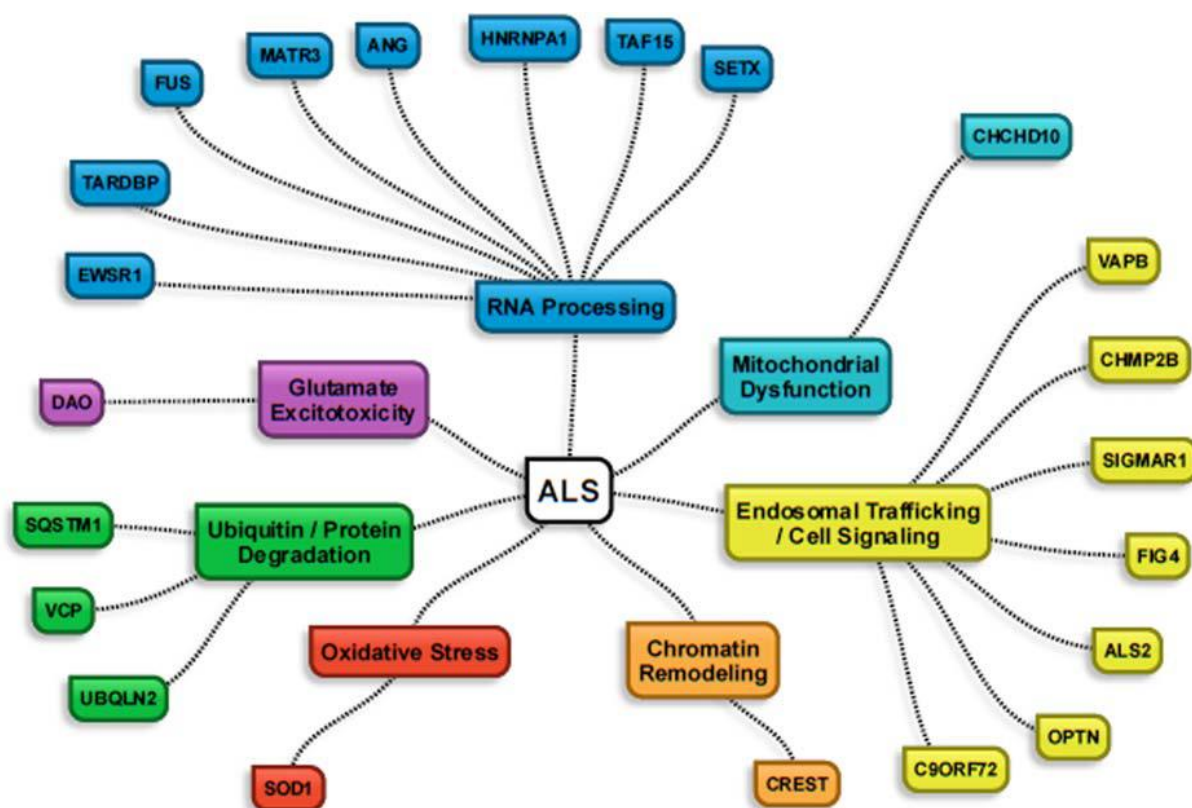 HNRNPA1
TAF15
ANG
MATR3
SETX
FUS
CHCHD10
TARDBP
VAPB
EWSR1
RNA Processing
Mitochondrial
Dysfunction
CHMP2B
Glutamate
Excitotoxicity
DAO
SIGMAR1
ALS
Endosomal Trafficking
/ Cell Signaling
SQSTM1
Ubiquitin / Protein
Degradation
FIG4
VCP
Oxidative Stress
Chromatin
Remodeling
ALS2
UBQLN2
OPTN
C9ORF72
SOD1
CREST